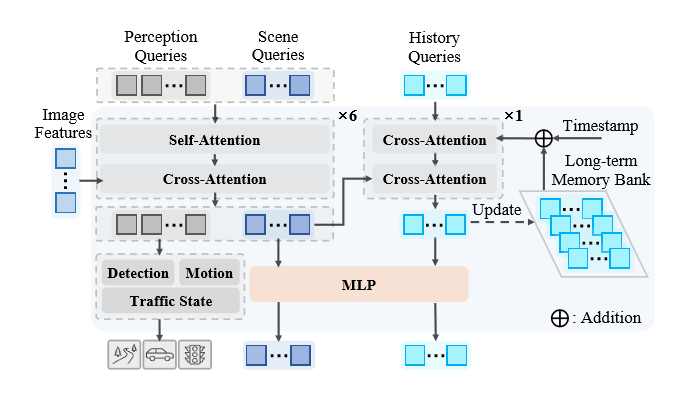 Perception
Queries
Scene
Queries
History
Queries
Image
Features
×6
×1
Self-Attention
Cross-Attention
Cross-Attention
Cross-Attention
Timestamp
Long-term
Memory Bank
Update
Detection
Motion
Traffic State
MLP
: Addition